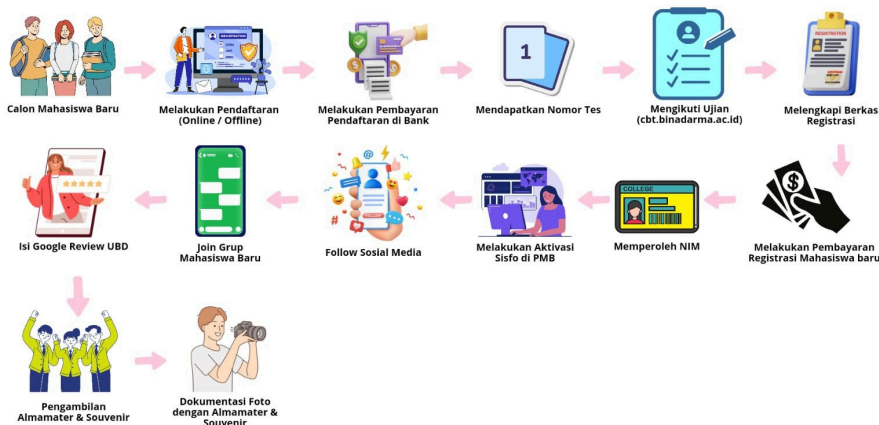 Calon Mahasiswa Baru
Melakukan Pendaftaran
(Online / Offline)
Melakukan Pembayaran
Pendaftaran di Bank
1
Mendapatkan Nomor Tes
Mengikuti Ujian
(cbt.binadarma.ac.id)
REGISTRATION
Melengkapi Berkas
Registrasi
Melakukan Pembayaran
Registrasi Mahasiswa baru
COLLEGE
Memperoleh NIM
Melakukan Aktivasi
Sisfo di PMB
FOLLOW
Follow Sosial Media
Join Grup
Mahasiswa Baru
Isi Google Review UBD
Pengambilan
Almamater & Souvenir
Dokumentasi Foto
dengan Almamater &
Souvenir